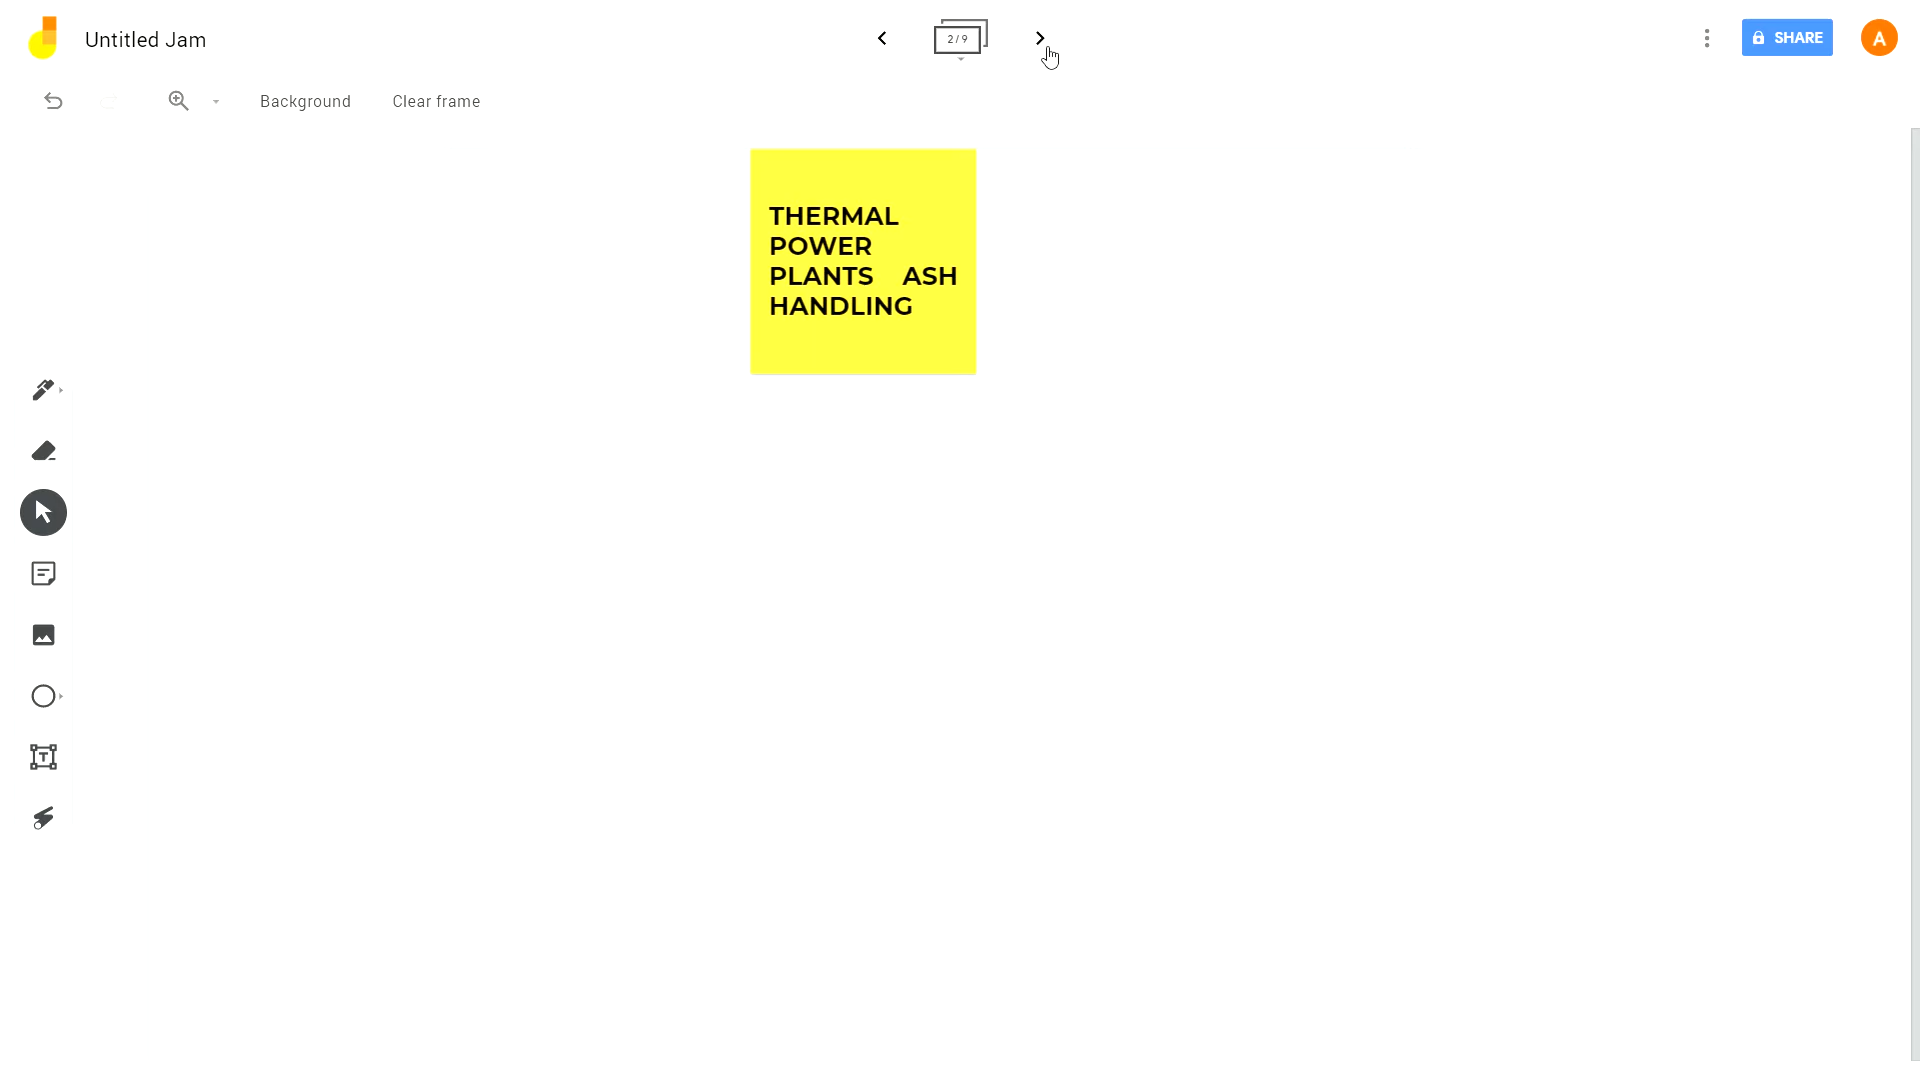 Untitled Jam
2/9
SHARE
A
Background
Clear frame
THERMAL
POWER
PLANTS ASH
HANDLING
T